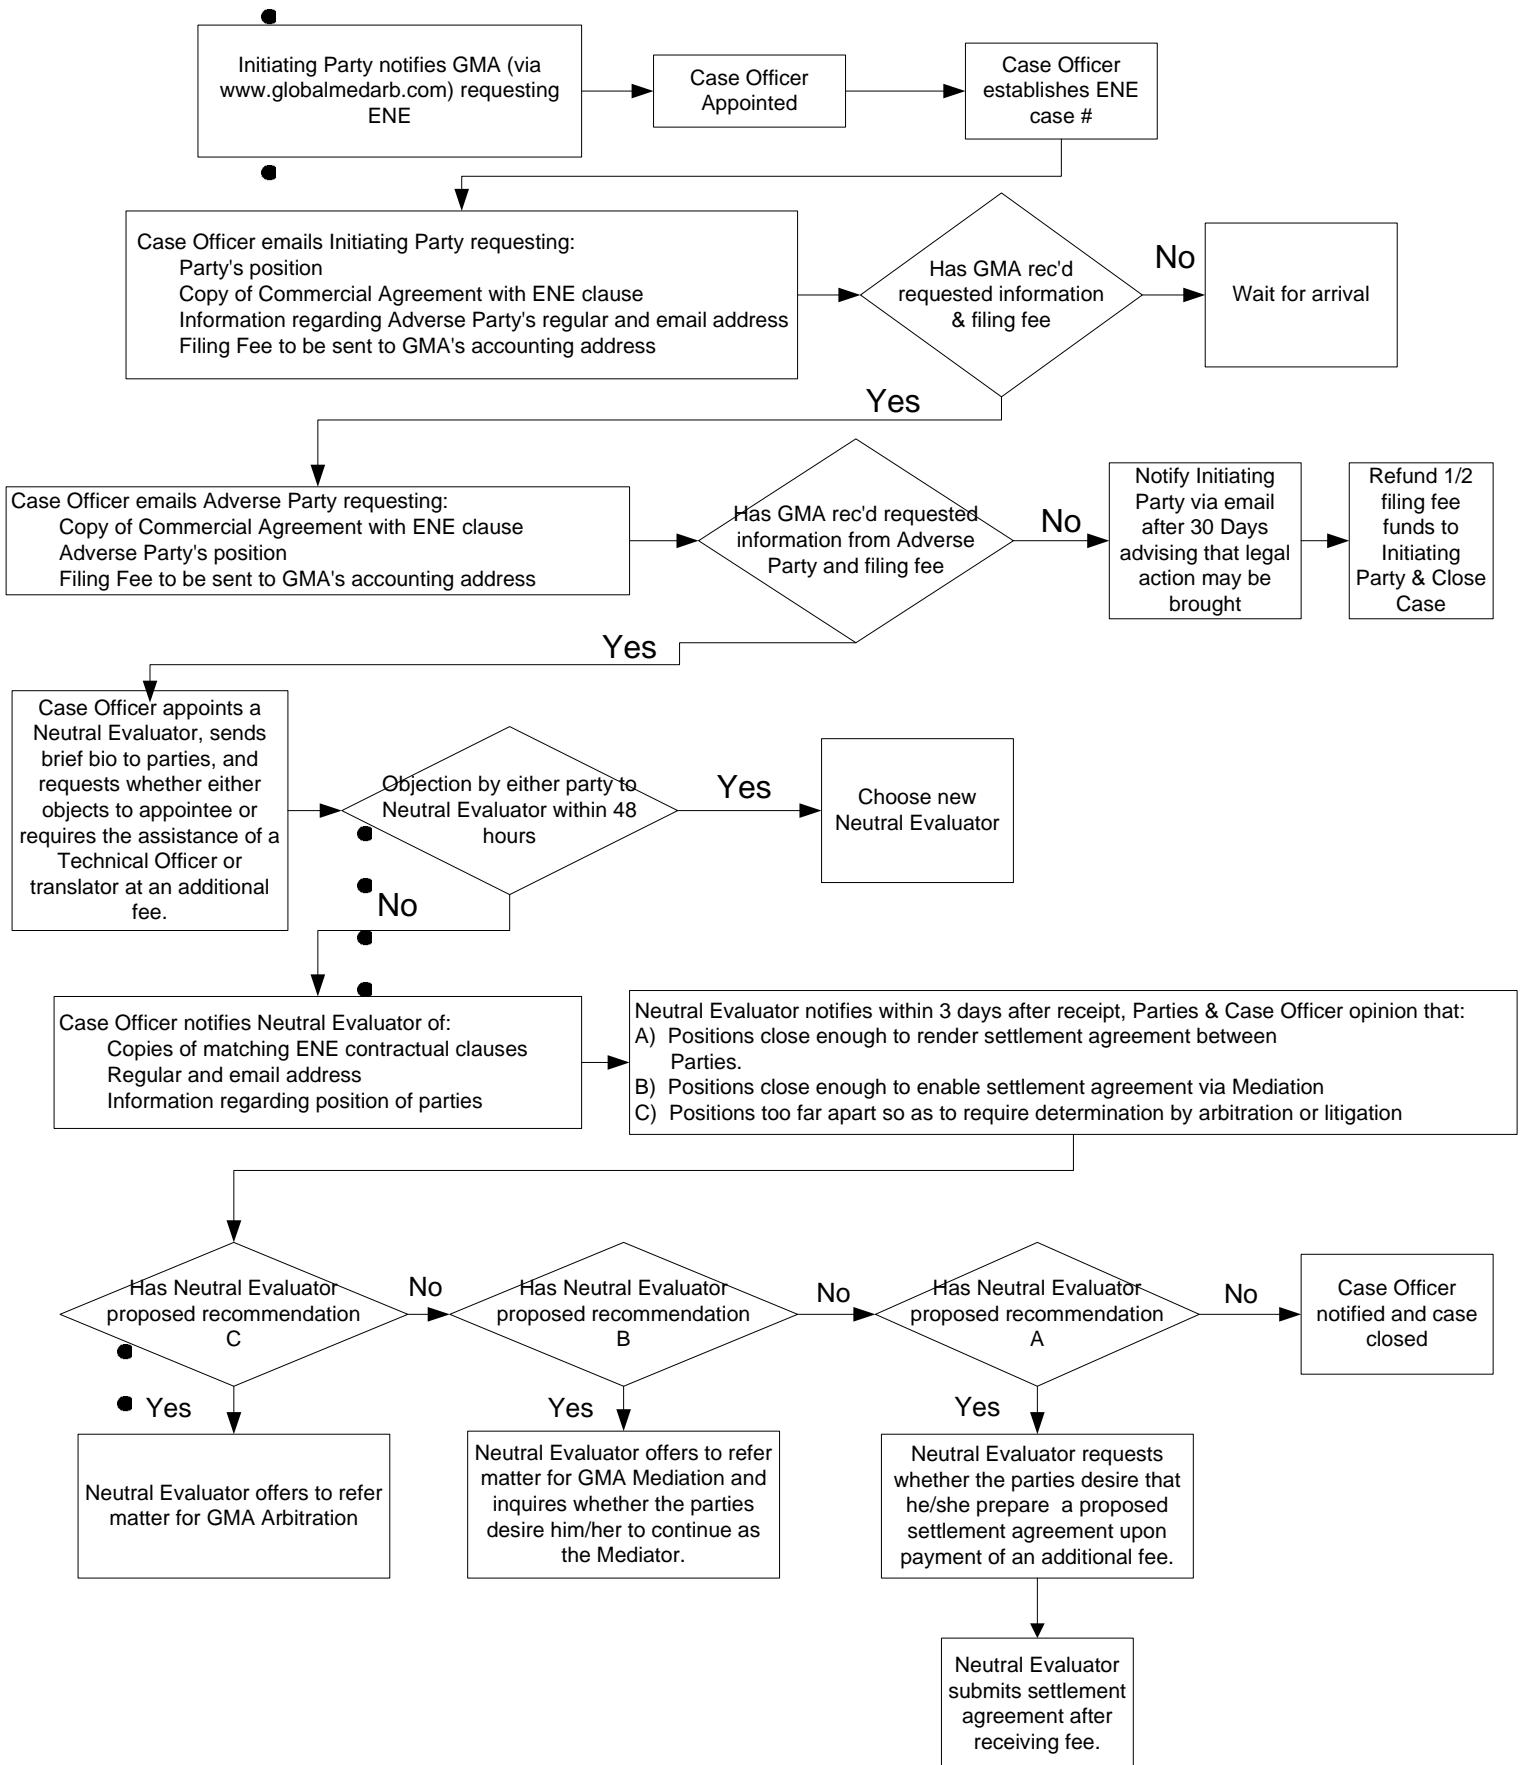 Initiating Party notifies GMA (via
www.globalmedarb.com) requesting
ENE
Case Officer
Appointed
Case Officer
establishes ENE
case #
Case Officer emails Initiating Party requesting:
Party's position
Copy of Commercial Agreement with ENE clause
Information regarding Adverse Party's regular and email address
Filing Fee to be sent to GMA's accounting address
Has GMA rec'd
requested information
& filing fee
No
Wait for arrival
Yes
Case Officer emails Adverse Party requesting:
Copy of Commercial Agreement with ENE clause
Adverse Party's position
Filing Fee to be sent to GMA's accounting address
Has GMA rec'd requested
information from Adverse
Party and filing fee
No
Notify Initiating
Party via email
after 30 Days
advising that legal
action may be
brought
Refund 1/2
filing fee
funds to
Initiating
Party & Close
Case
Yes
Case Officer appoints a
Neutral Evaluator, sends
brief bio to parties, and
requests whether either
objects to appointee or
requires the assistance of a
Technical Officer or
translator at an additional
fee.
Objection by either party to
Neutral Evaluator within 48
hours
Yes
Choose new
Neutral Evaluator
No
Case Officer notifies Neutral Evaluator of:
Copies of matching ENE contractual clauses
Regular and email address
Information regarding position of parties
Neutral Evaluator notifies within 3 days after receipt, Parties & Case Officer opinion that:
A) Positions close enough to render settlement agreement between
Parties.
B) Positions close enough to enable settlement agreement via Mediation
C) Positions too far apart so as to require determination by arbitration or litigation
Has Neutral Evaluator
proposed recommendation
C
No
Has Neutral Evaluator
proposed recommendation
B
No
Has Neutral Evaluator
proposed recommendation
A
No
Case Officer
notified and case
closed
Yes
Neutral Evaluator offers to refer
matter for GMA Arbitration
Yes
Neutral Evaluator offers to refer
matter for GMA Mediation and
inquires whether the parties
desire him/her to continue as
the Mediator.
Yes
Neutral Evaluator requests
whether the parties desire that
he/she prepare a proposed
settlement agreement upon
payment of an additional fee.
Neutral Evaluator
submits settlement
agreement after
receiving fee.